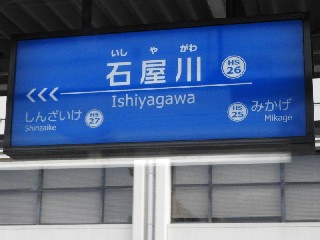 いし や がわ
石屋川 HS 26
Ishiyagawa
しんざいけ HS 27
Shinzaike
HS 25 みかげ
Mikage